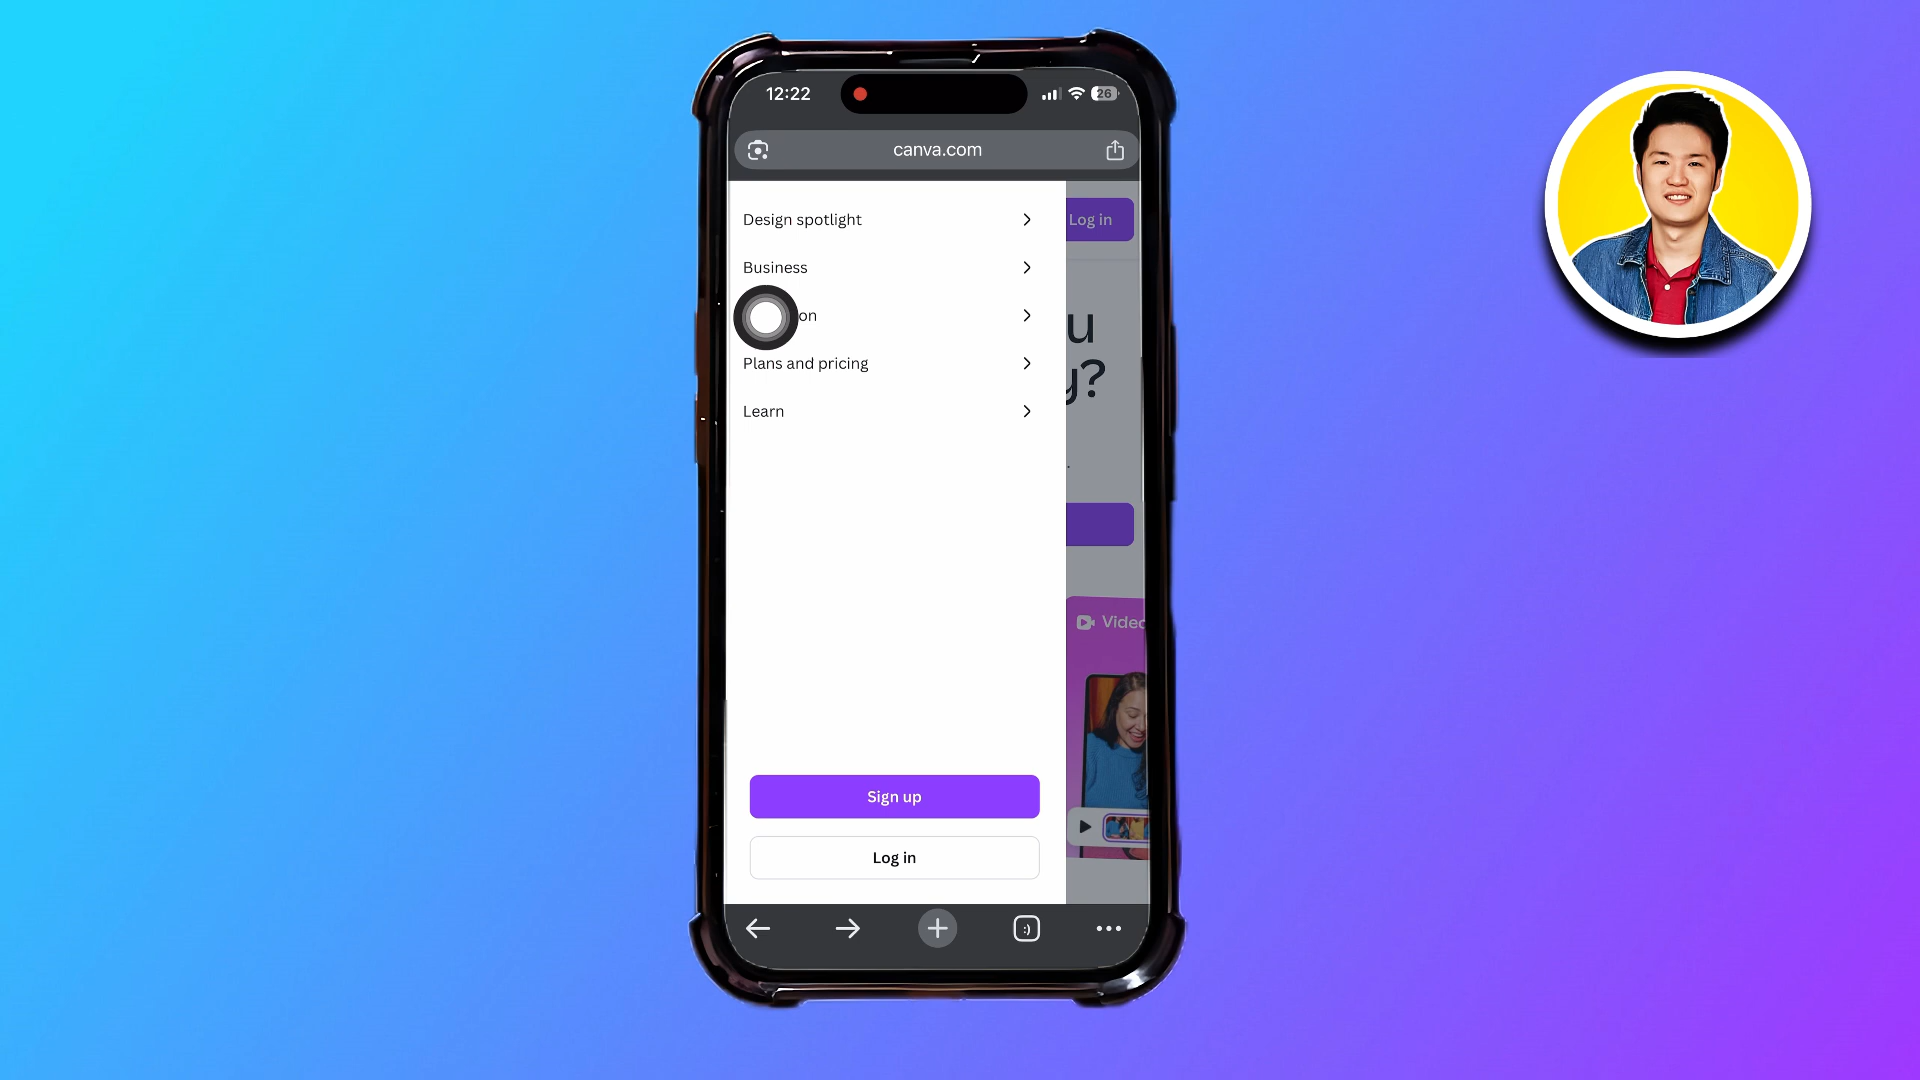 12:22
26
canva.com
Design spotlight
Log in
Business
on
u
Plans and pricing
y?
Learn
Video
Sign up
Log in
:)